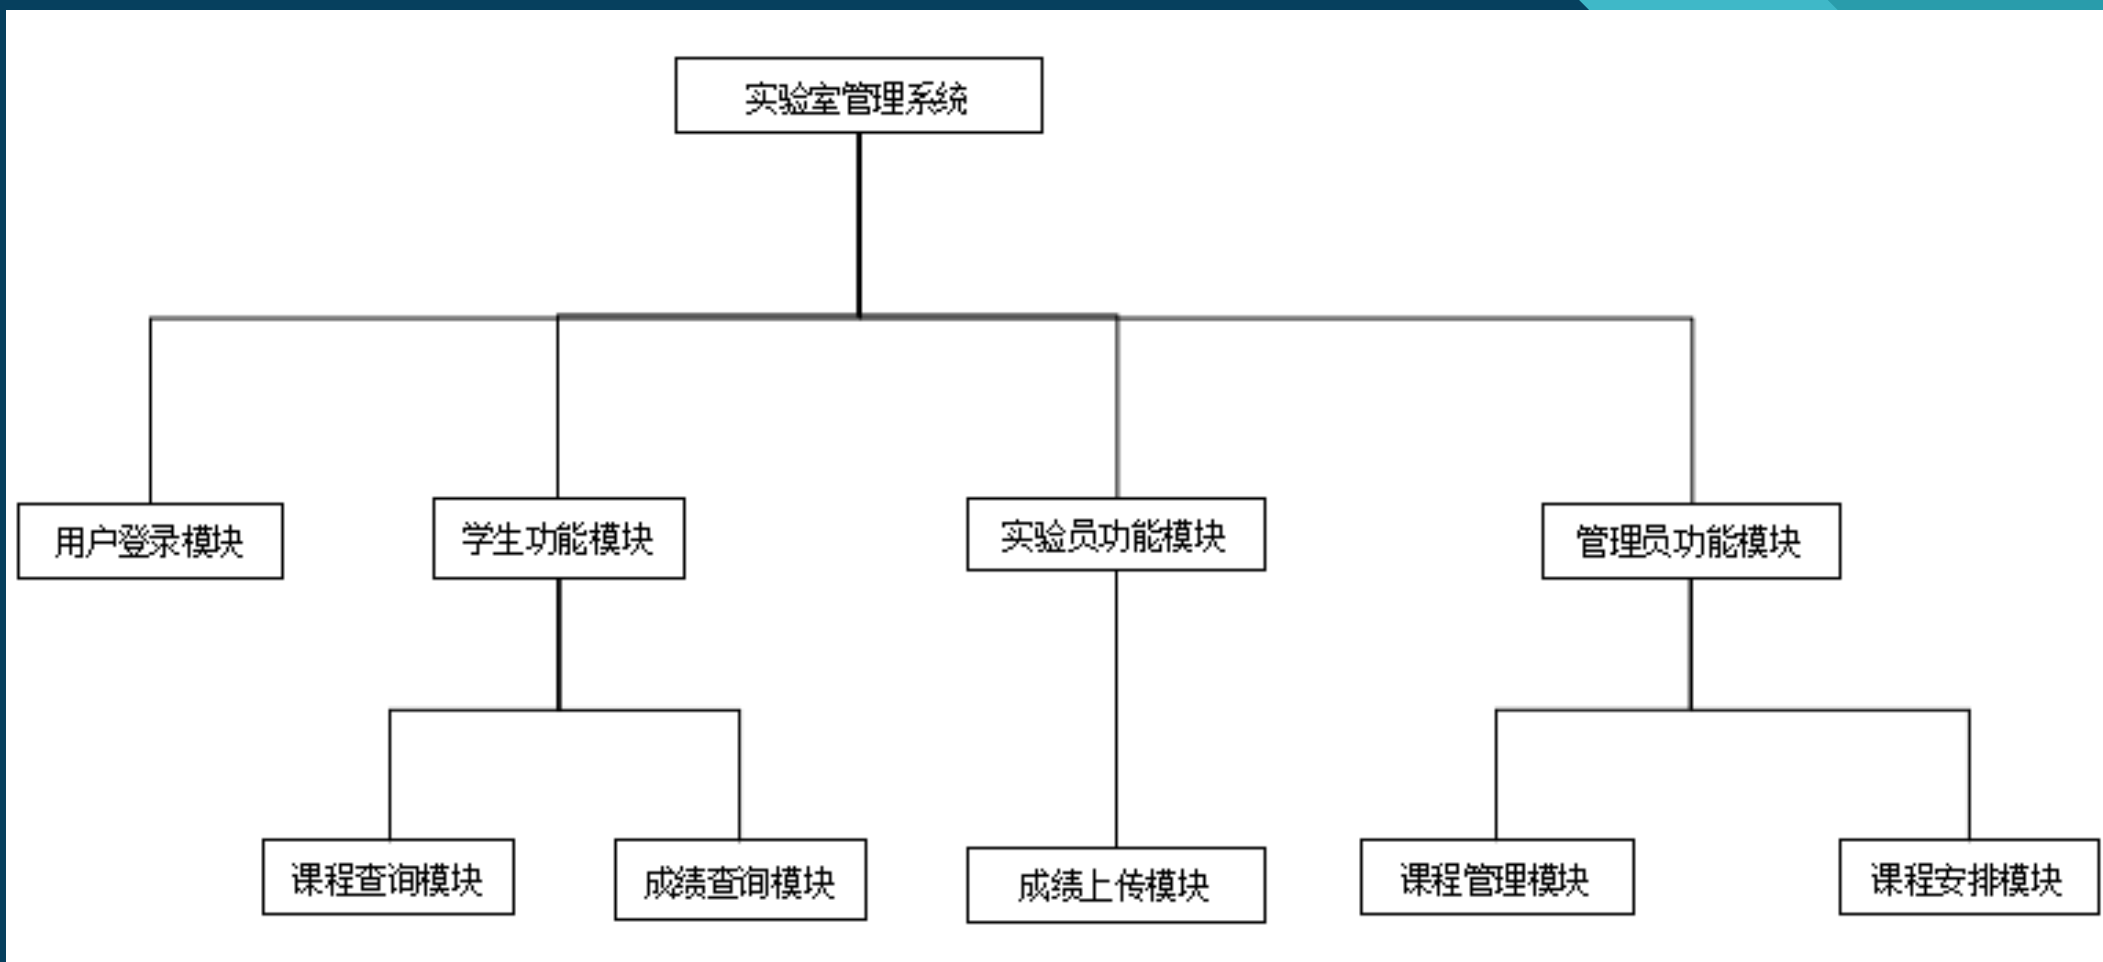 实验室管理系统
用户登录模块
学生功能模块
实验员功能模块
管理员功能模块
课程查询模块
成绩查询模块
成绩上传模块
课程管理模块
课程安排模块